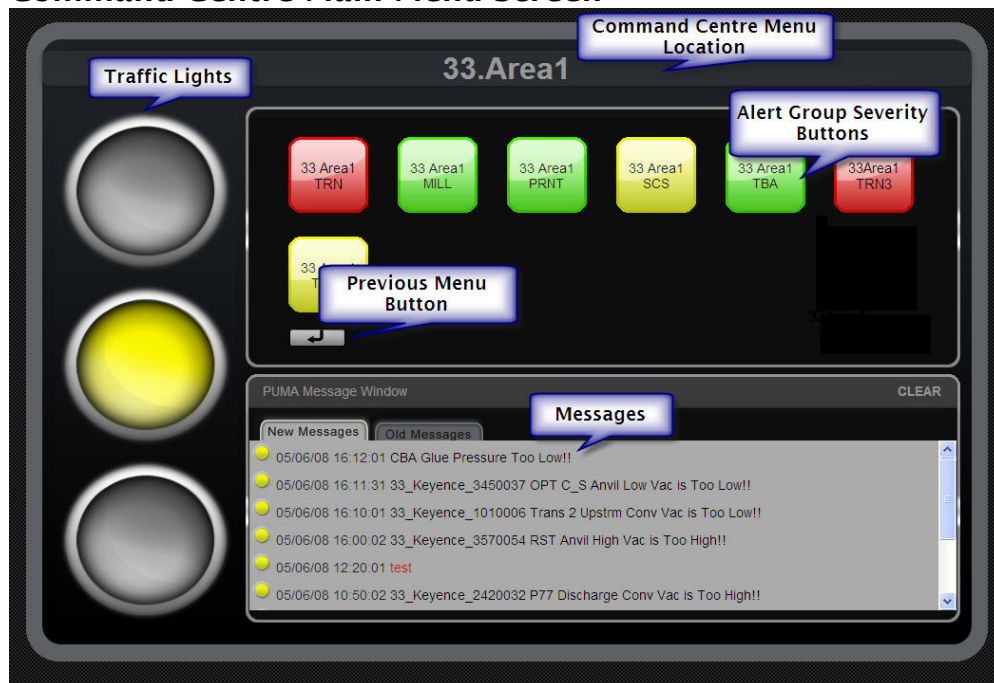 Command Centre Main Menu Screen
Command Centre Menu
Location
33.Area1
Traffic Lights
Alert Group Severity
Buttons
33 Area1
TRN
33 Area1
MILL
33 Area1
PRNT
33 Area1
SCS
33 Area1
TBA
33Area1
TRN3
33
Previous Menu
Button
PUMA Message Window
CLEAR
Messages
New Messages
Old Messages
05/06/08 16:12:01 CBA Glue Pressure Too Low!!
05/06/08 16:11:31 33_Keyence_3450037 OPT C_S Anvil Low Vac is Too Low!!
05/06/08 16:10:01 33_Keyence_1010006 Trans 2 Upstrm Conv Vac is Too Low!!
05/06/08 16:00:02 33_Keyence_3570054 RST Anvil High Vac is Too High!!
05/06/08 12:20:01 test
05/06/08 10:50:02 33_Keyence_2420032 P77 Discharge Conv Vac is Too High!!